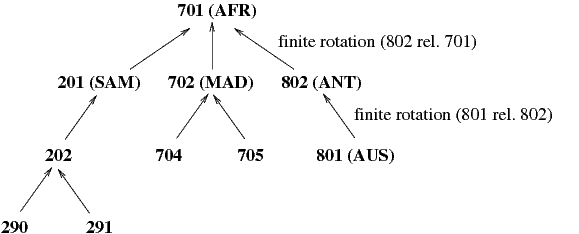 701 (AFR)
finite rotation (802 rel. 701)
201 (SAM) 702 (MAD) 802 (ANT)
finite rotation (801 rel. 802)
202 704 705 801 (AUS)
290 291